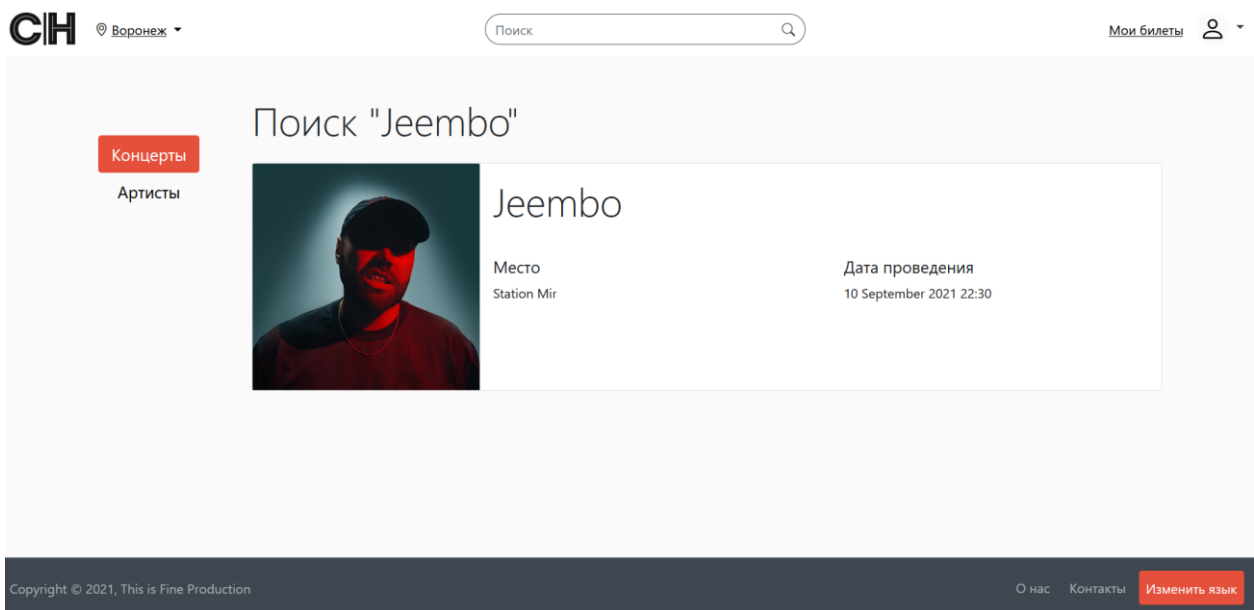 CH
Воронеж
Поиск
Мои билеты
Поиск "Jeembo"
Концерты
Артисты
Jeembo
Место
Дата проведения
Station Mir
10 September 2021 22:30
Copyright © 2021, This is Fine Production
О нас
Контакты
Изменить язык